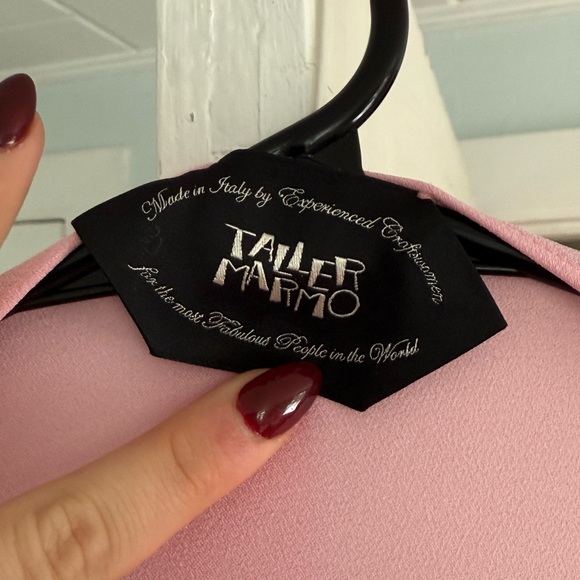 Made in Italy by Experienced Craftswomen
TALLER
MARMO
for the most Fabulous People in the World